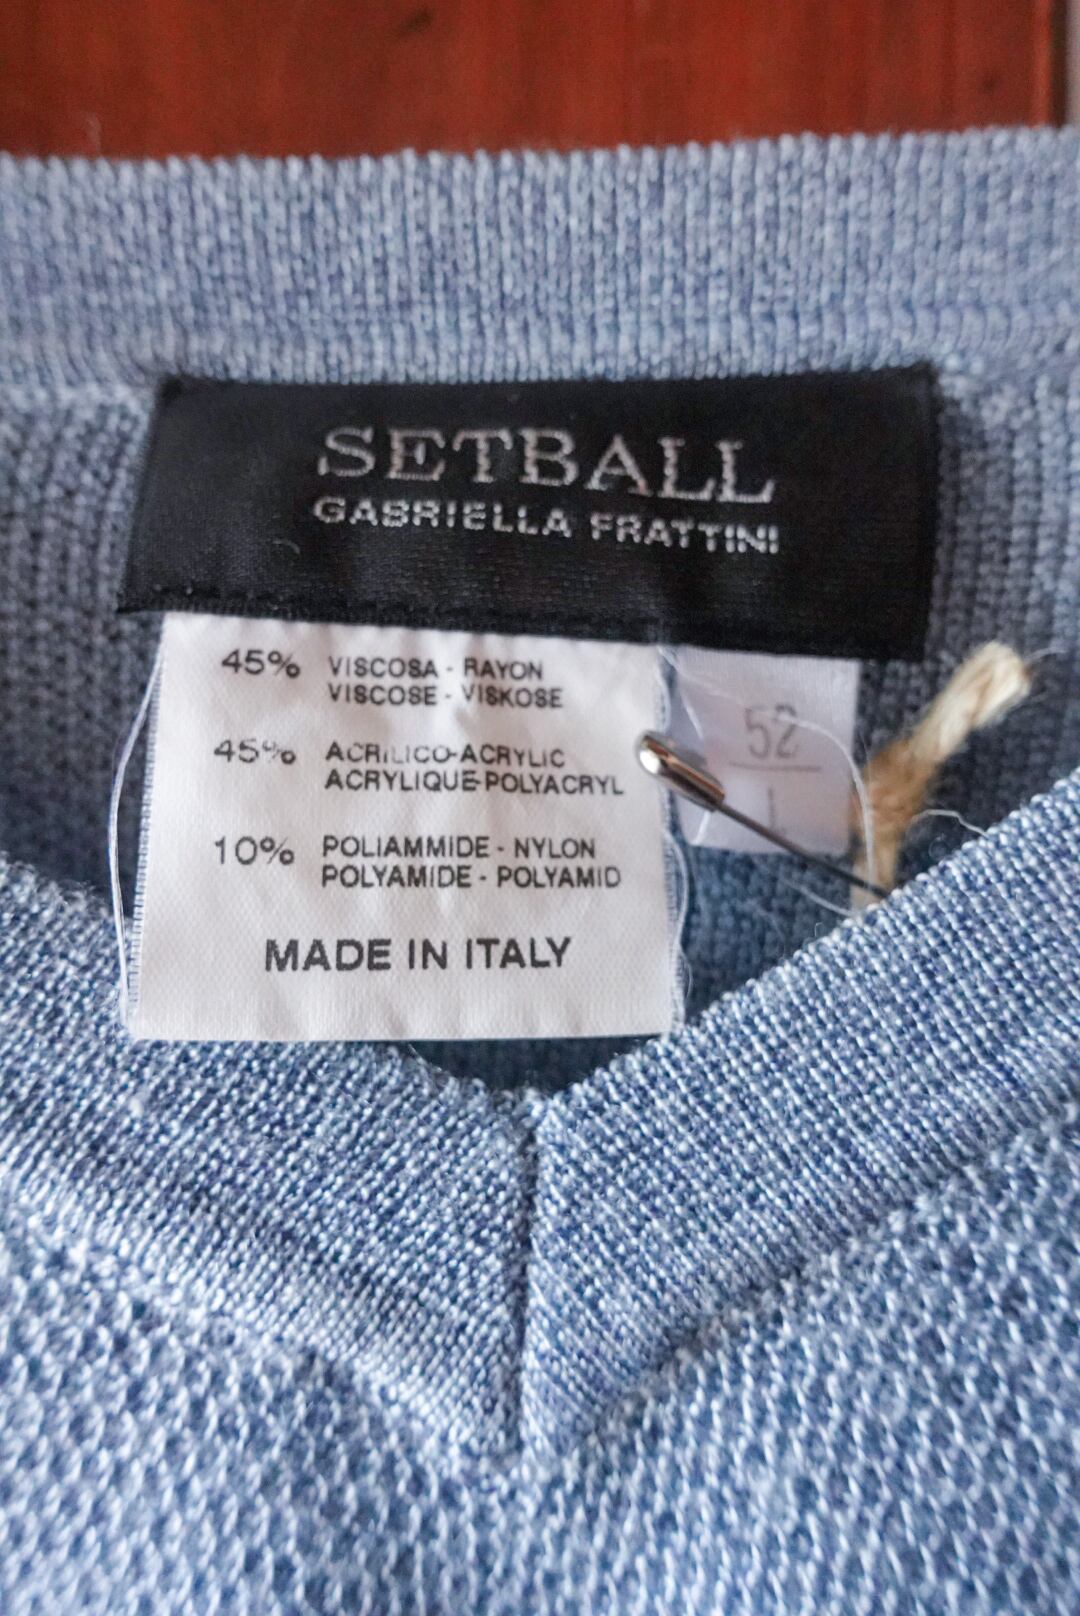 SETBALL
GABRIELLA FRATTINI
45% VISCOSA - RAYON
VISCOSE - VISKOSE
45% ACRILICO-ACRYLIC
ACRYLIQUE-POLYACRYL
10% POLIAMMIDE - NYLON
POLYAMIDE - POLYAMID
MADE IN ITALY
52